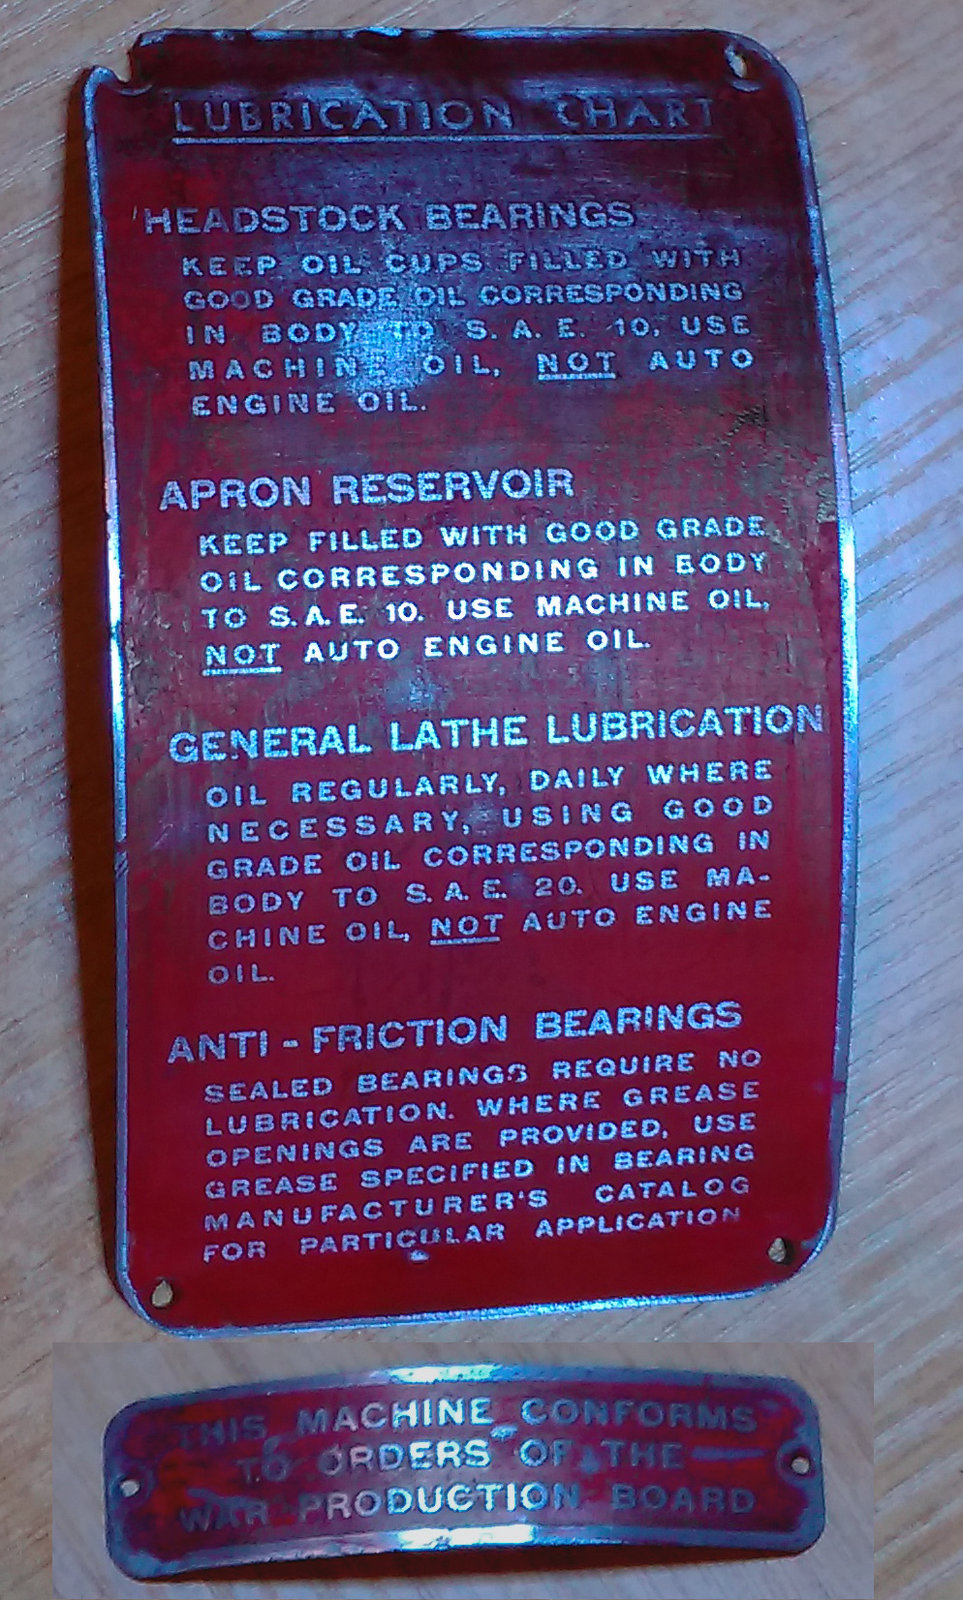 LUBRICATION CHART
HEADSTOCK BEARINGS
KEEP OIL CUPS FILLED WITH
GOOD GRADE OIL CORRESPONDING
IN BODY TO S. A. E. 10. USE
MACHINE OIL, NOT AUTO
ENGINE OIL.
APRON RESERVOIR
KEEP FILLED WITH GOOD GRADE
OIL CORRESPONDING IN BODY
TO S.A.E. 10. USE MACHINE OIL,
NOT AUTO ENGINE OIL.
GENERAL LATHE LUBRICATION
OIL REGULARLY, DAILY WHERE
NECESSARY, USING GOOD
GRADE OIL CORRESPONDING IN
BODY TO S. A. E. 20. USE MA-
CHINE OIL, NOT AUTO ENGINE
OIL.
ANTI-FRICTION BEARINGS
SEALED BEARINGS REQUIRE NO
LUBRICATION. WHERE GREASE
OPENINGS ARE PROVIDED, USE
GREASE SPECIFIED IN BEARING
MANUFACTURER'S CATALOG
FOR PARTICULAR APPLICATION
THIS MACHINE CONFORMS
TO ORDERS OF THE
WAR PRODUCTION BOARD